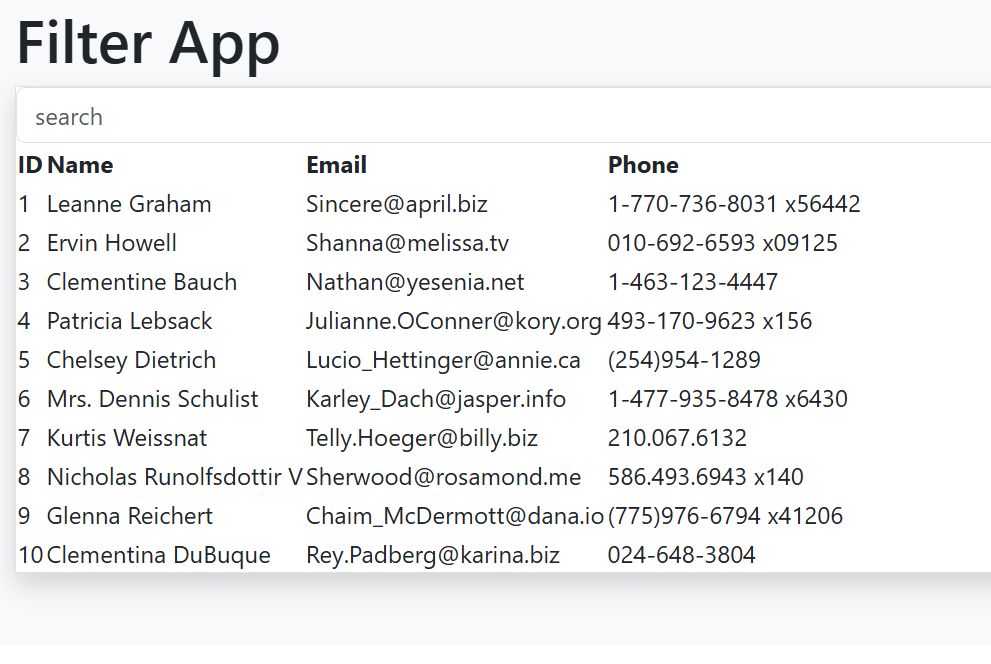 Filter App
search
ID Name Email Phone
1 Leanne Graham Sincere@april.biz 1-770-736-8031 x56442
2 Ervin Howell Shanna@melissa.tv 010-692-6593 x09125
3 Clementine Bauch Nathan@yesenia.net 1-463-123-4447
4 Patricia Lebsack Julianne.OConner@kory.org 493-170-9623 x156
5 Chelsey Dietrich Lucio_Hettinger@annie.ca (254)954-1289
6 Mrs. Dennis Schulist Karley_Dach@jasper.info 1-477-935-8478 x6430
7 Kurtis Weissnat Telly.Hoeger@billy.biz 210.067.6132
8 Nicholas Runolfsdottir V Sherwood@rosamond.me 586.493.6943 x140
9 Glenna Reichert Chaim_McDermott@dana.io (775)976-6794 x41206
10 Clementina DuBuque Rey.Padberg@karina.biz 024-648-3804